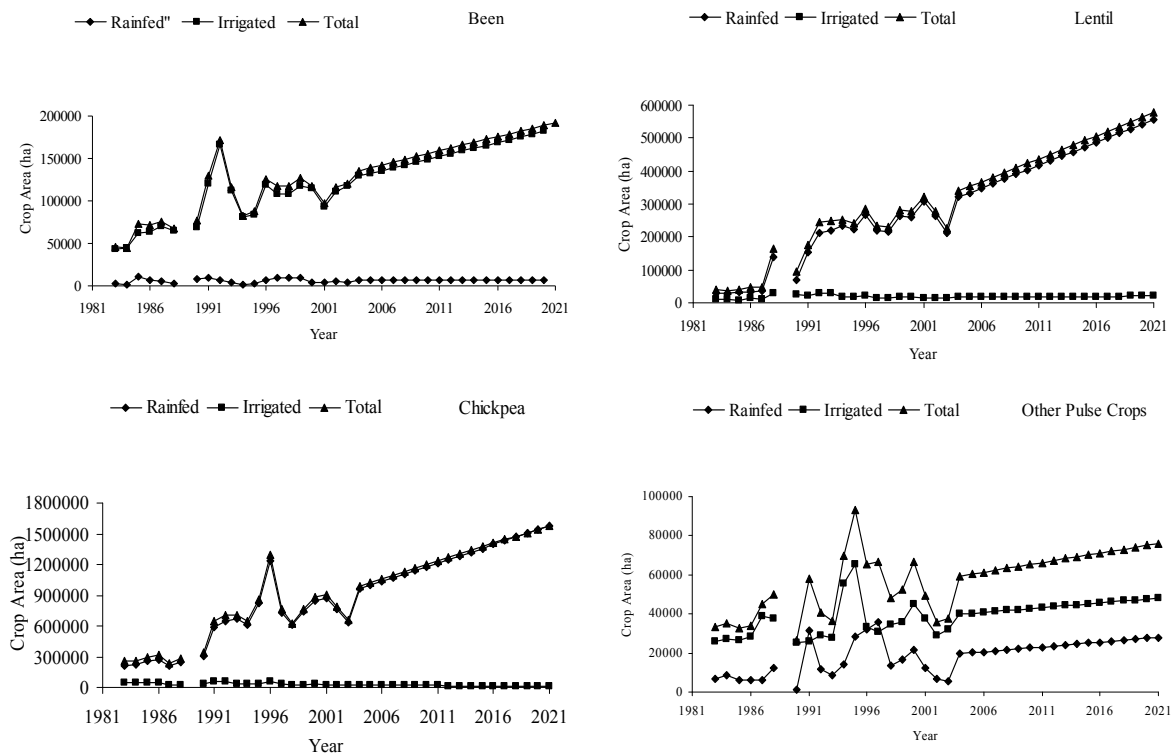 Rainfed" Irrigated Total Been
200000
150000
100000
50000
0
Crop Area (ha)
1981 1986 1991 1996 2001 2006 2011 2016 2021
Year
Rainfed Irrigated Total Lentil
600000
500000
400000
300000
200000
100000
0
Crop Area (ha)
1981 1986 1991 1996 2001 2006 2011 2016 2021
Year
Rainfed Irrigated Total Chickpea
1800000
1500000
1200000
900000
600000
300000
0
Crop Area (ha)
1981 1986 1991 1996 2001 2006 2011 2016 2021
Year
Rainfed Irrigated Total Other Pulse Crops
100000
80000
60000
40000
20000
0
Crop Area (ha)
1981 1986 1991 1996 2001 2006 2011 2016 2021
Year